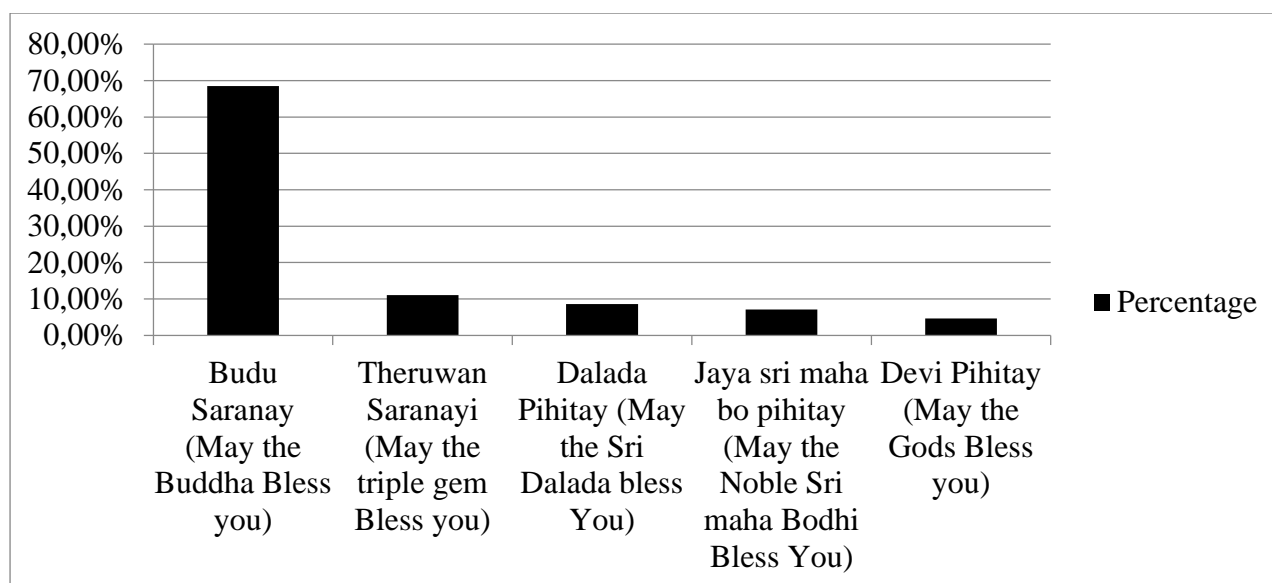 80,00%
70,00%
60,00%
50,00%
40,00%
30,00%
20,00%
10,00%
0,00%
Budu
Saranay
(May the
Buddha Bless
you)
Theruwan
Saranayi
(May the
triple gem
Bless you)
Dalada
Pihitay (May
the Sri
Dalada bless
You)
Jaya sri maha
bo pihitay
(May the
Noble Sri
maha Bodhi
Bless You)
Devi Pihitay
(May the
Gods Bless
you)
Percentage